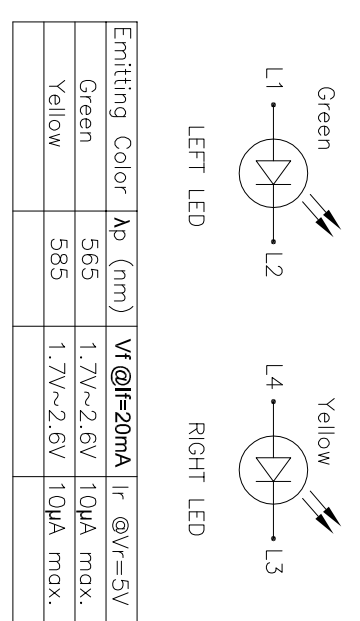 Green Yellow
L1 L2 L4 L3
LEFT LED RIGHT LED
Emitting Color λp (nm) Vf @If=20mA Ir @Vr=5V
Green 565 1.7V~2.6V 10μA max.
Yellow 585 1.7V~2.6V 10μA max.